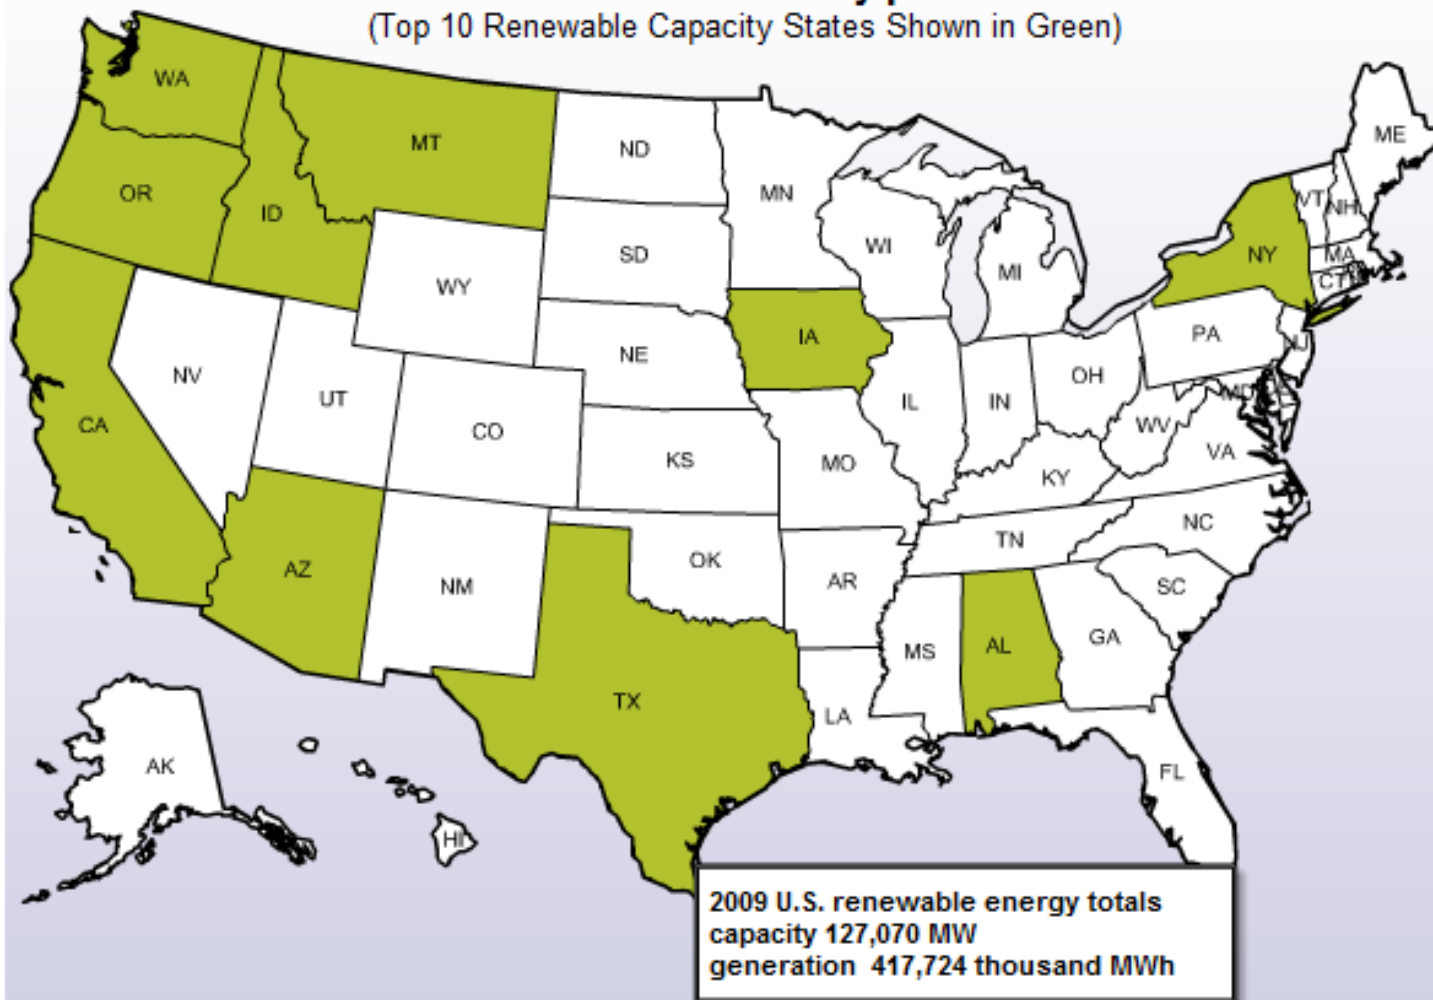 (Top 10 Renewable Capacity States Shown in Green)
WA
MT
ND
MN
ME
OR
ID
SD
WI
MI
VT
NH
NY
MA
CT
WY
IA
NE
PA
NJ
NV
UT
CO
IL
IN
OH
MD
CA
KS
MO
WV
VA
KY
AZ
NM
OK
AR
TN
NC
SC
TX
LA
MS
AL
GA
AK
HI
FL
2009 U.S. renewable energy totals
capacity 127,070 MW
generation 417,724 thousand MWh